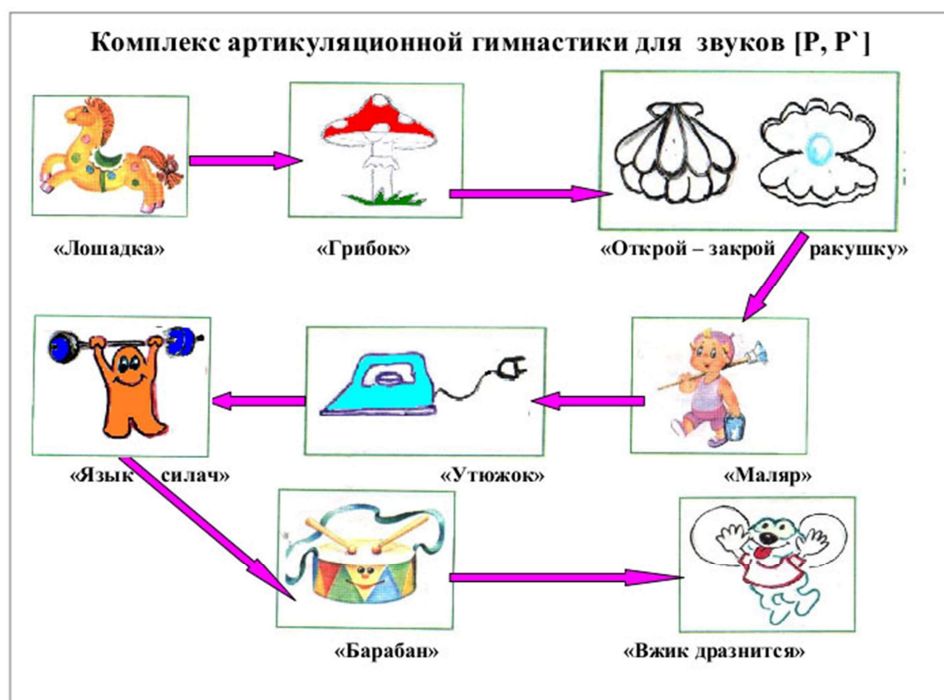 Комплекс артикуляционной гимнастики для звуков [Р, Р`]
«Лошадка»
«Грибок»
«Открой – закрой ракушку»
«Язык силач»
«Утюжок»
«Маляр»
«Барабан»
«Вжик дразнится»